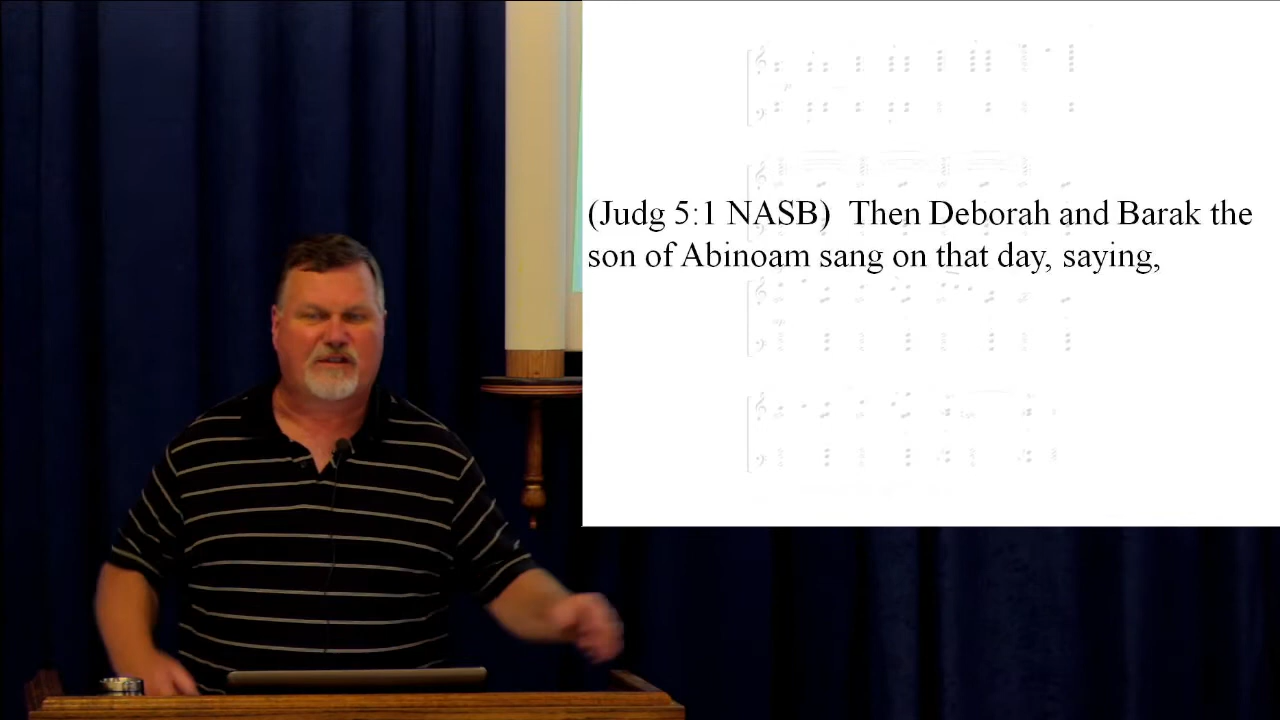 (Judg 5:1 NASB)  Then Deborah and Barak the
son of Abinoam sang on that day, saying,